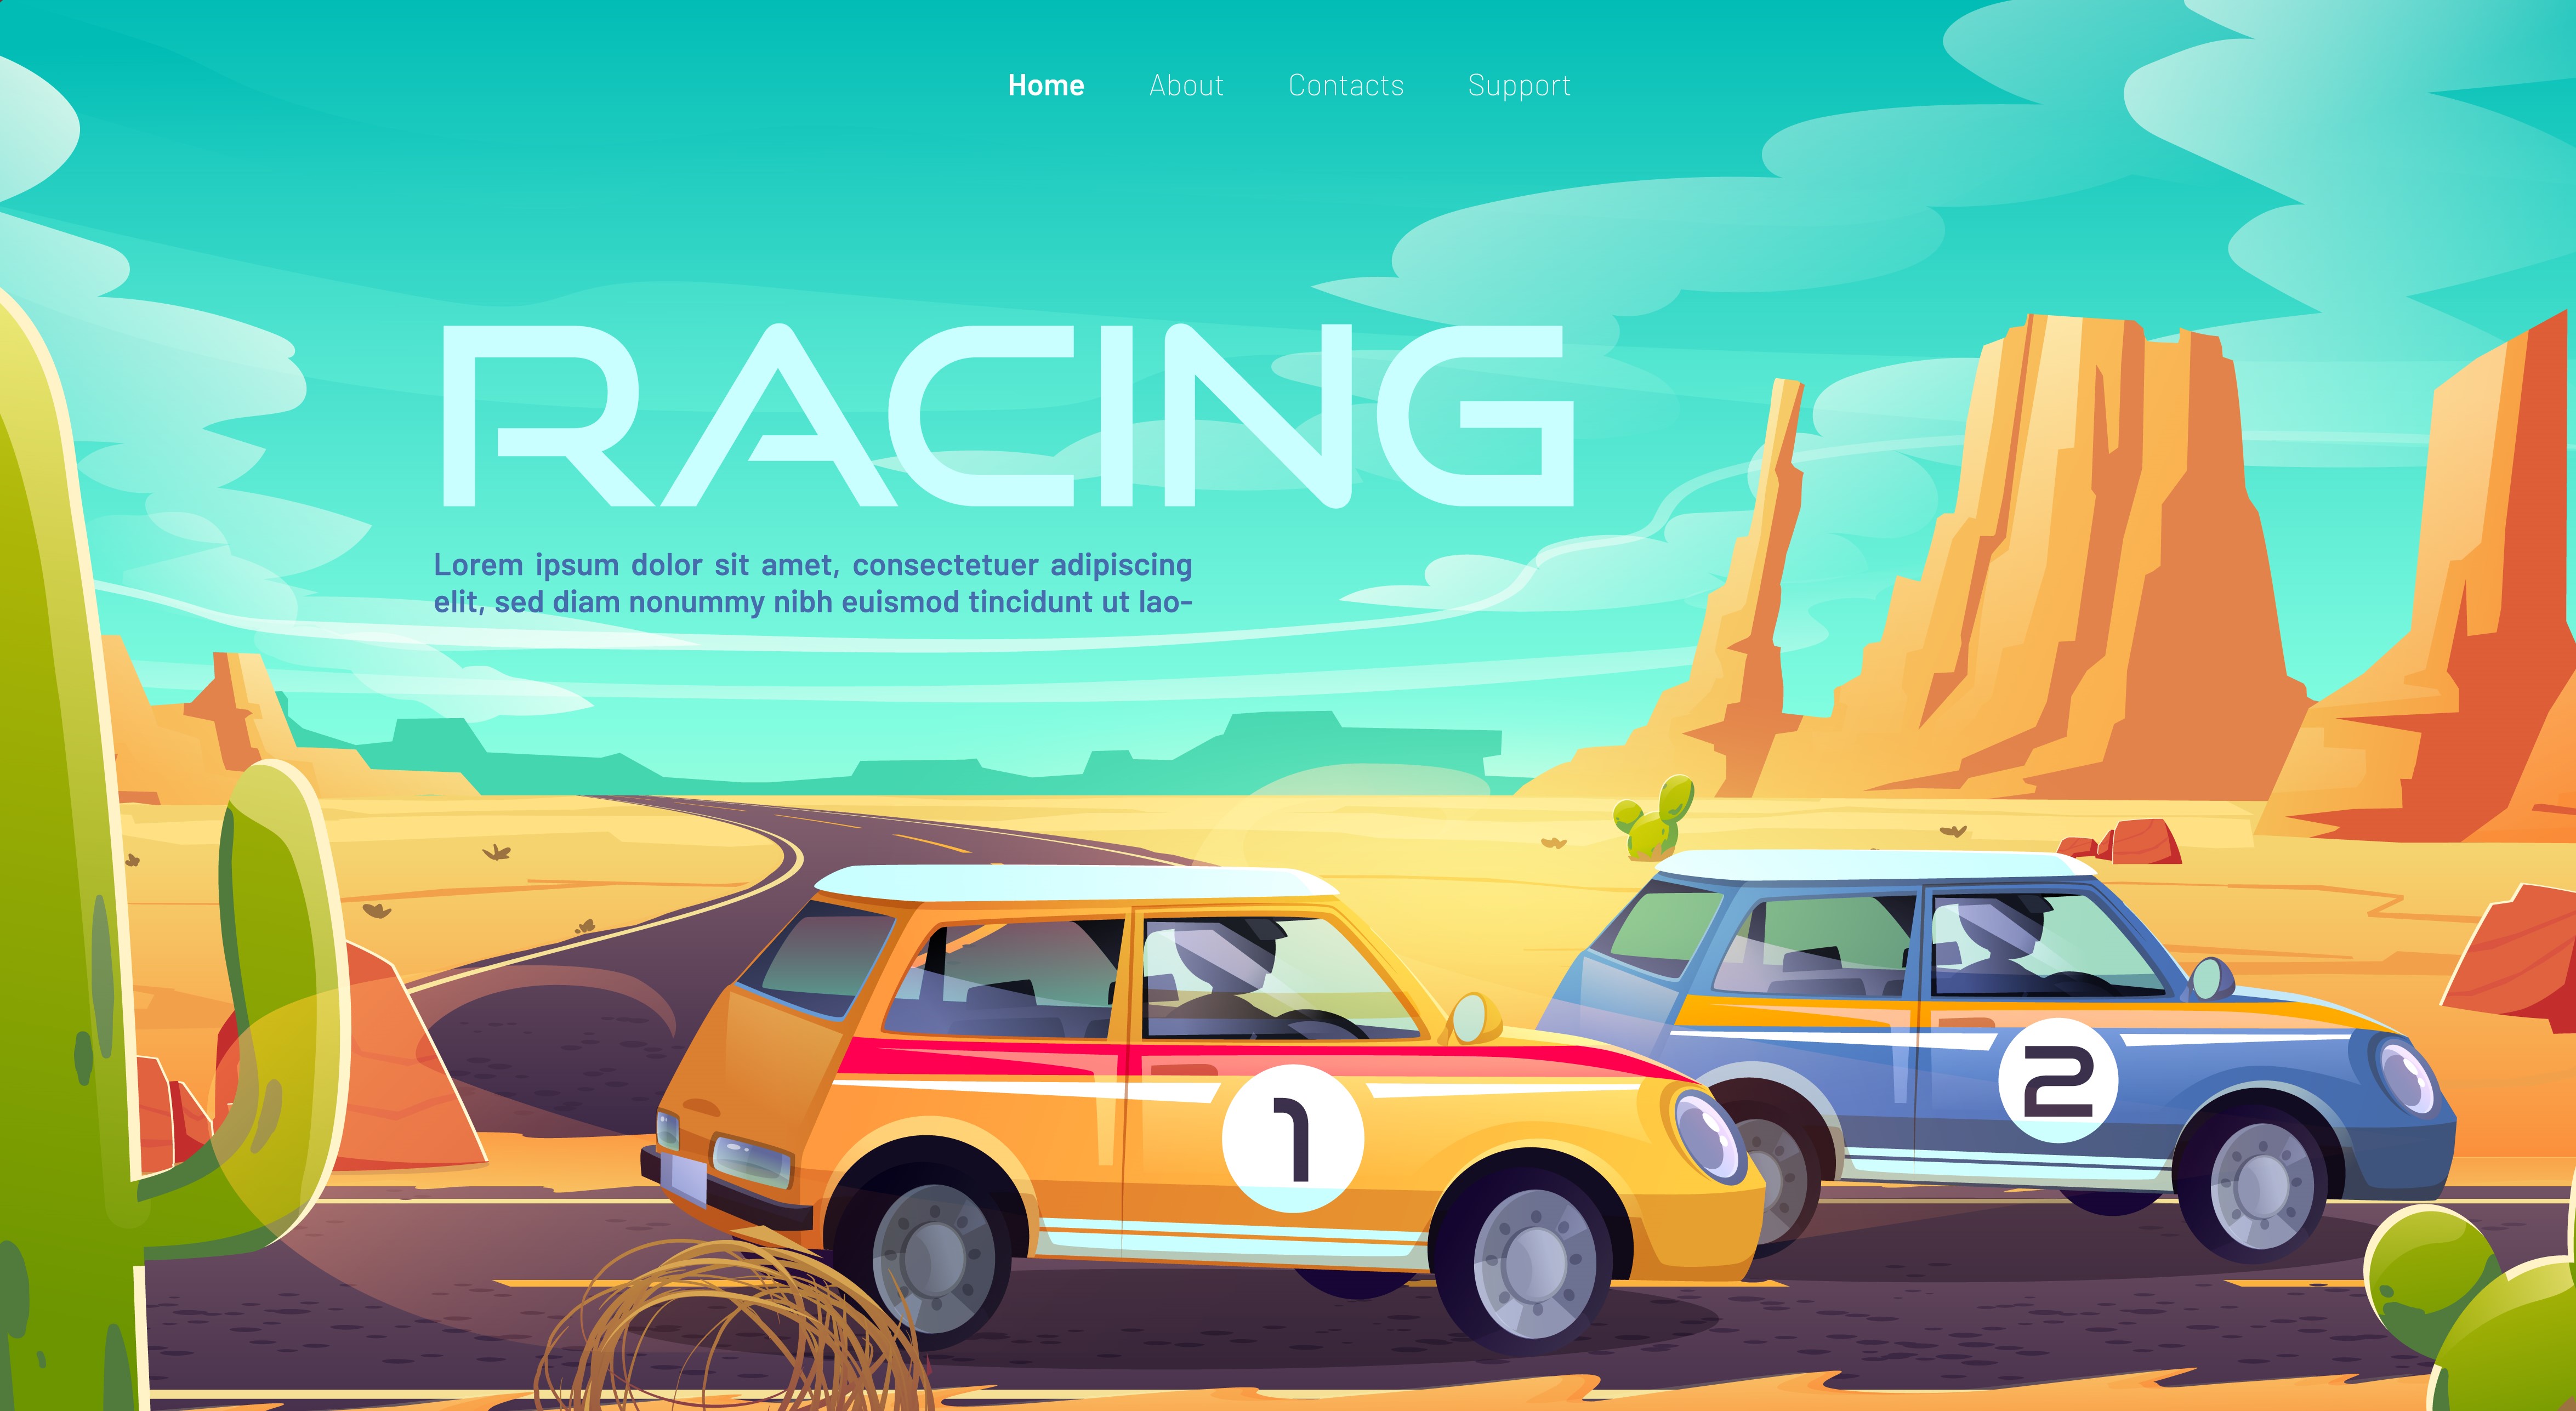 Home About Contacts Support
RACING
Lorem ipsum dolor sit amet, consectetuer adipiscing
elit, sed diam nonummy nibh euismod tincidunt ut lao-
1
2